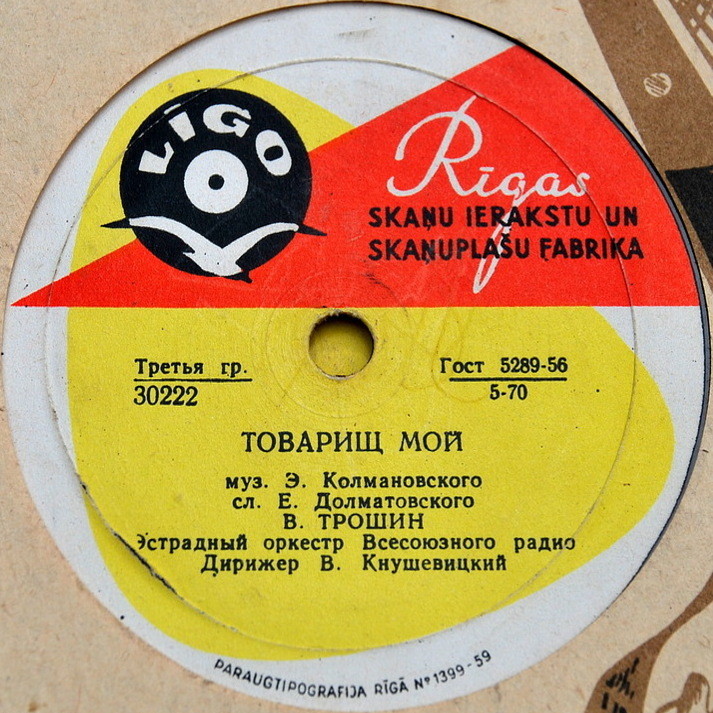 LĪGO
Rīgas
SKAŅU IERAKSTU UN
SKAŅUPLAŠU FABRIKA
Третья гр.
30222
Гост 5289-56
5-70
ТОВАРИЩ МОЙ
муз. Э. Колмановского
сл. Е. Долматовского
В. ТРОШИН
Эстрадный оркестр Всесоюзного радио
Дирижер В. Кнушевицкий
PARAUGTIPOGRAFIJA RĪGĀ Nº 1399-59